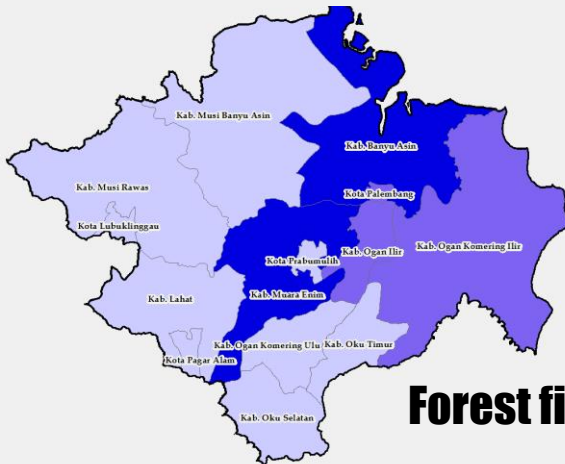 Kab. Musi Banyu Asin
Kab. Banyu Asin
Kab. Musi Rawas
Kota Palembang
Kota Lubuklinggau
Kab. Ogan Ilir
Kab. Ogan Komering Ilir
Kota Prabumulih
Kab. Muara Enim
Kab. Lahat
Kab. Ogan Komering Ulu
Kab. Oku Timur
Kota Pagar Alam
Kab. Oku Selatan
Forest fi